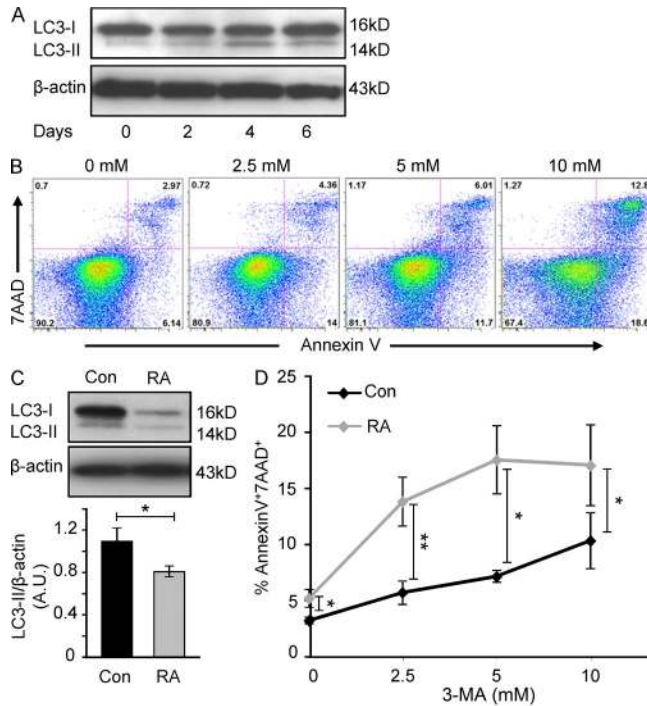 A
LC3-I
LC3-II
16kD
14kD
β-actin
43kD
Days 0 2 4 6
B
0 mM 2.5 mM 5 mM 10 mM
0.7 2.97 0.72 4.36 1.17 6.01 1.27 12.8
90.2 6.14 80.9 14 81.1 11.7 67.4 18.6
7AAD
Annexin V
C
Con RA
LC3-I
LC3-II
16kD
14kD
β-actin
43kD
LC3-II/β-actin
(A.U.)
1.2
0.8
0.4
0
*
Con RA
D
Con
RA
% AnnexinV⁺7AAD⁺
25
20
15
10
5
0
* ** * *
0 2.5 5 10
3-MA (mM)